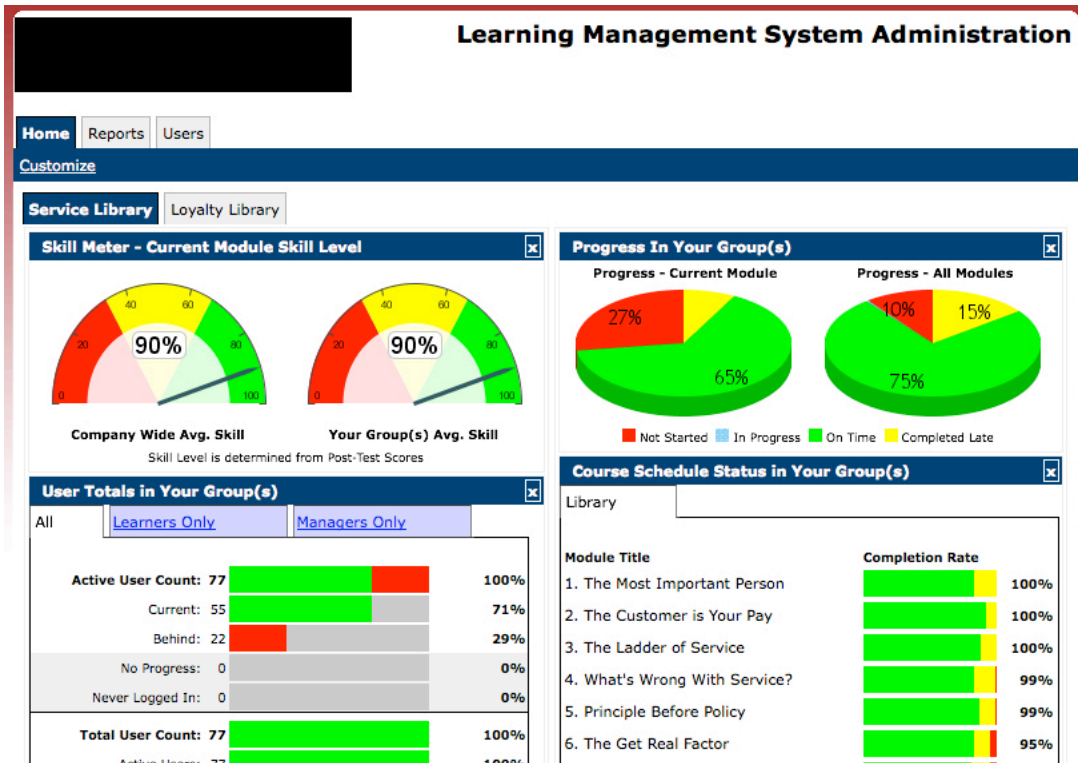 Learning Management System Administration
Home Reports Users
Customize
Service Library Loyalty Library
Skill Meter - Current Module Skill Level x
0 20 40 60 80 100
90%
Company Wide Avg. Skill
0 20 40 60 80 100
90%
Your Group(s) Avg. Skill
Skill Level is determined from Post-Test Scores
User Totals in Your Group(s) x
All Learners Only Managers Only
Active User Count: 77 100%
Current: 55 71%
Behind: 22 29%
No Progress: 0 0%
Never Logged In: 0 0%
Total User Count: 77 100%
Active Users: 77 100%
Progress In Your Group(s) x
Progress - Current Module
27%
65%
Progress - All Modules
10% 15%
75%
Not Started In Progress On Time Completed Late
Course Schedule Status in Your Group(s) x
Library
Module Title Completion Rate
1. The Most Important Person 100%
2. The Customer is Your Pay 100%
3. The Ladder of Service 100%
4. What's Wrong With Service? 99%
5. Principle Before Policy 99%
6. The Get Real Factor 95%